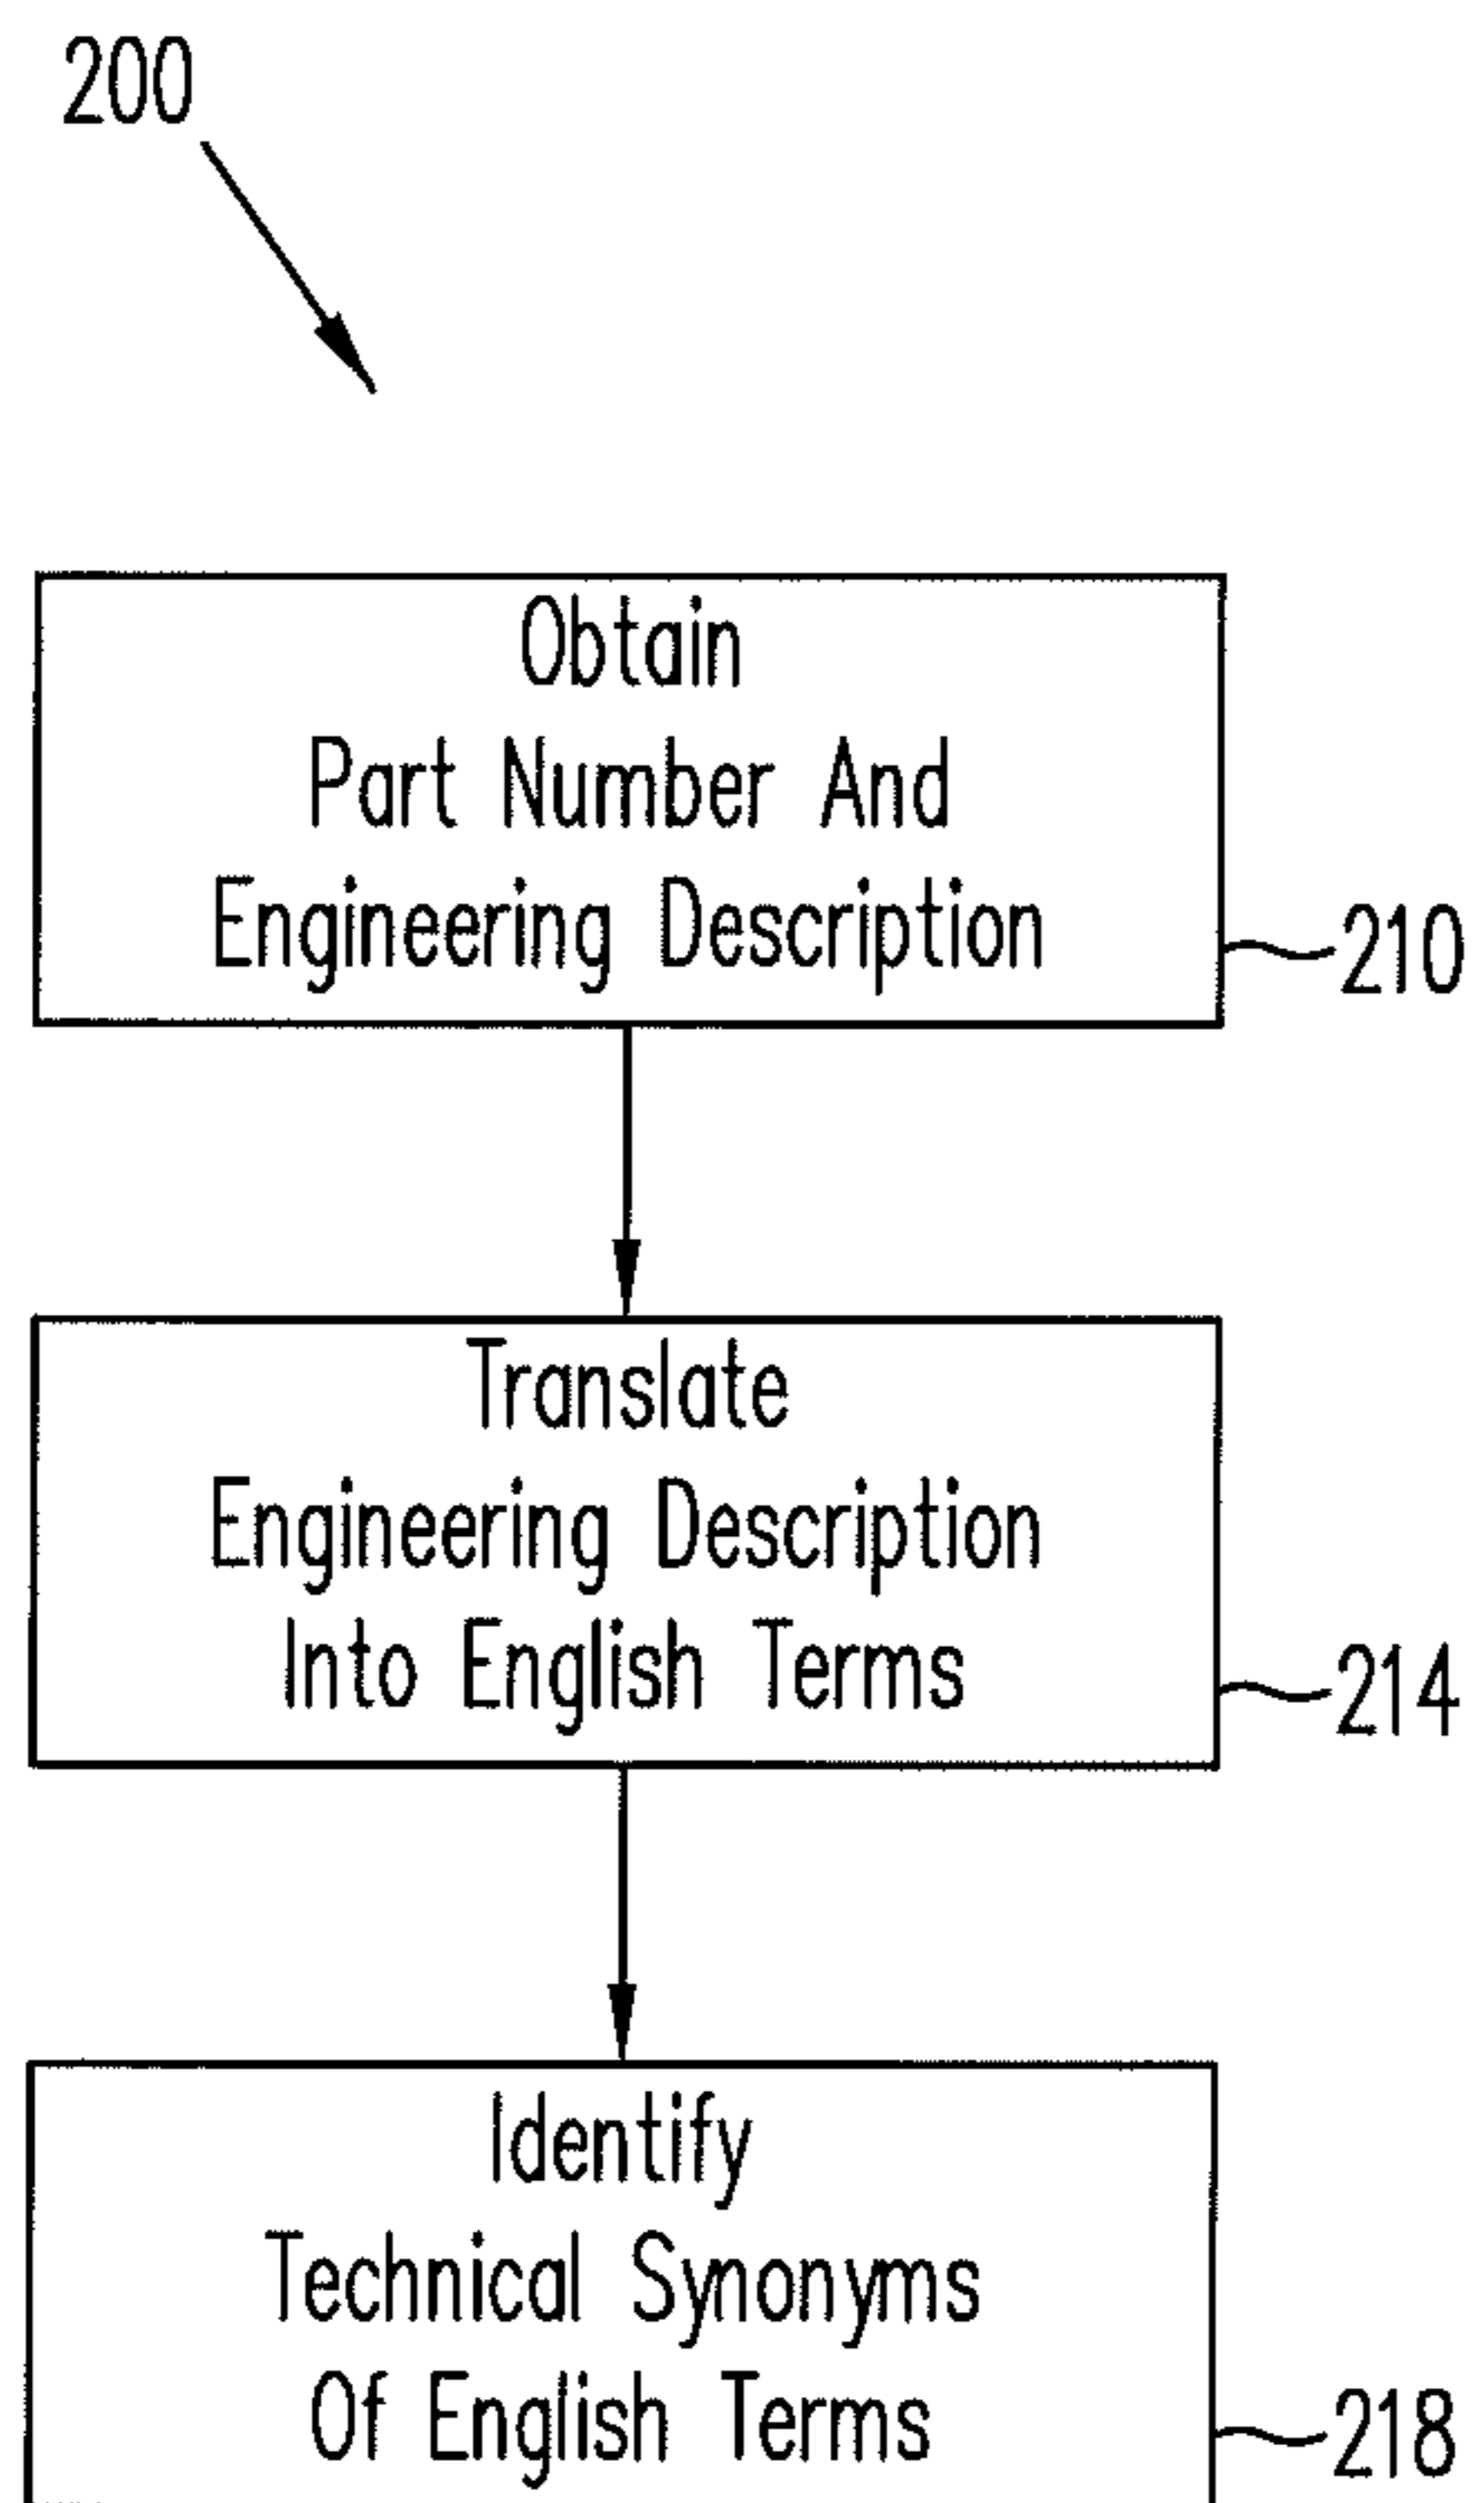 200
Obtain
Part Number And
Engineering Description
210
Translate
Engineering Description
Into English Terms
214
Identify
Technical Synonyms
Of English Terms
218